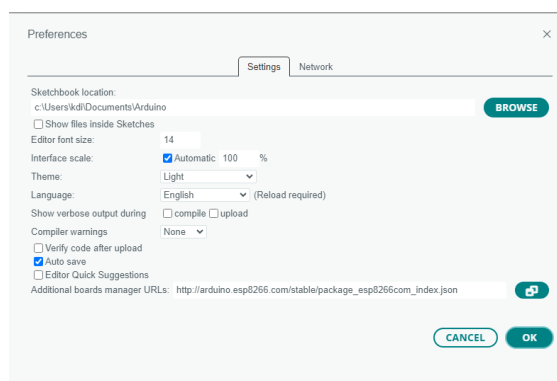 Preferences
Settings Network
Sketchbook location:
c:\Users\kdi\Documents\Arduino BROWSE
Show files inside Sketches
Editor font size: 14
Interface scale: Automatic 100 %
Theme: Light
Language: English (Reload required)
Show verbose output during compile upload
Compiler warnings None
Verify code after upload
Auto save
Editor Quick Suggestions
Additional boards manager URLs: http://arduino.esp8266.com/stable/package_esp8266com_index.json
CANCEL OK